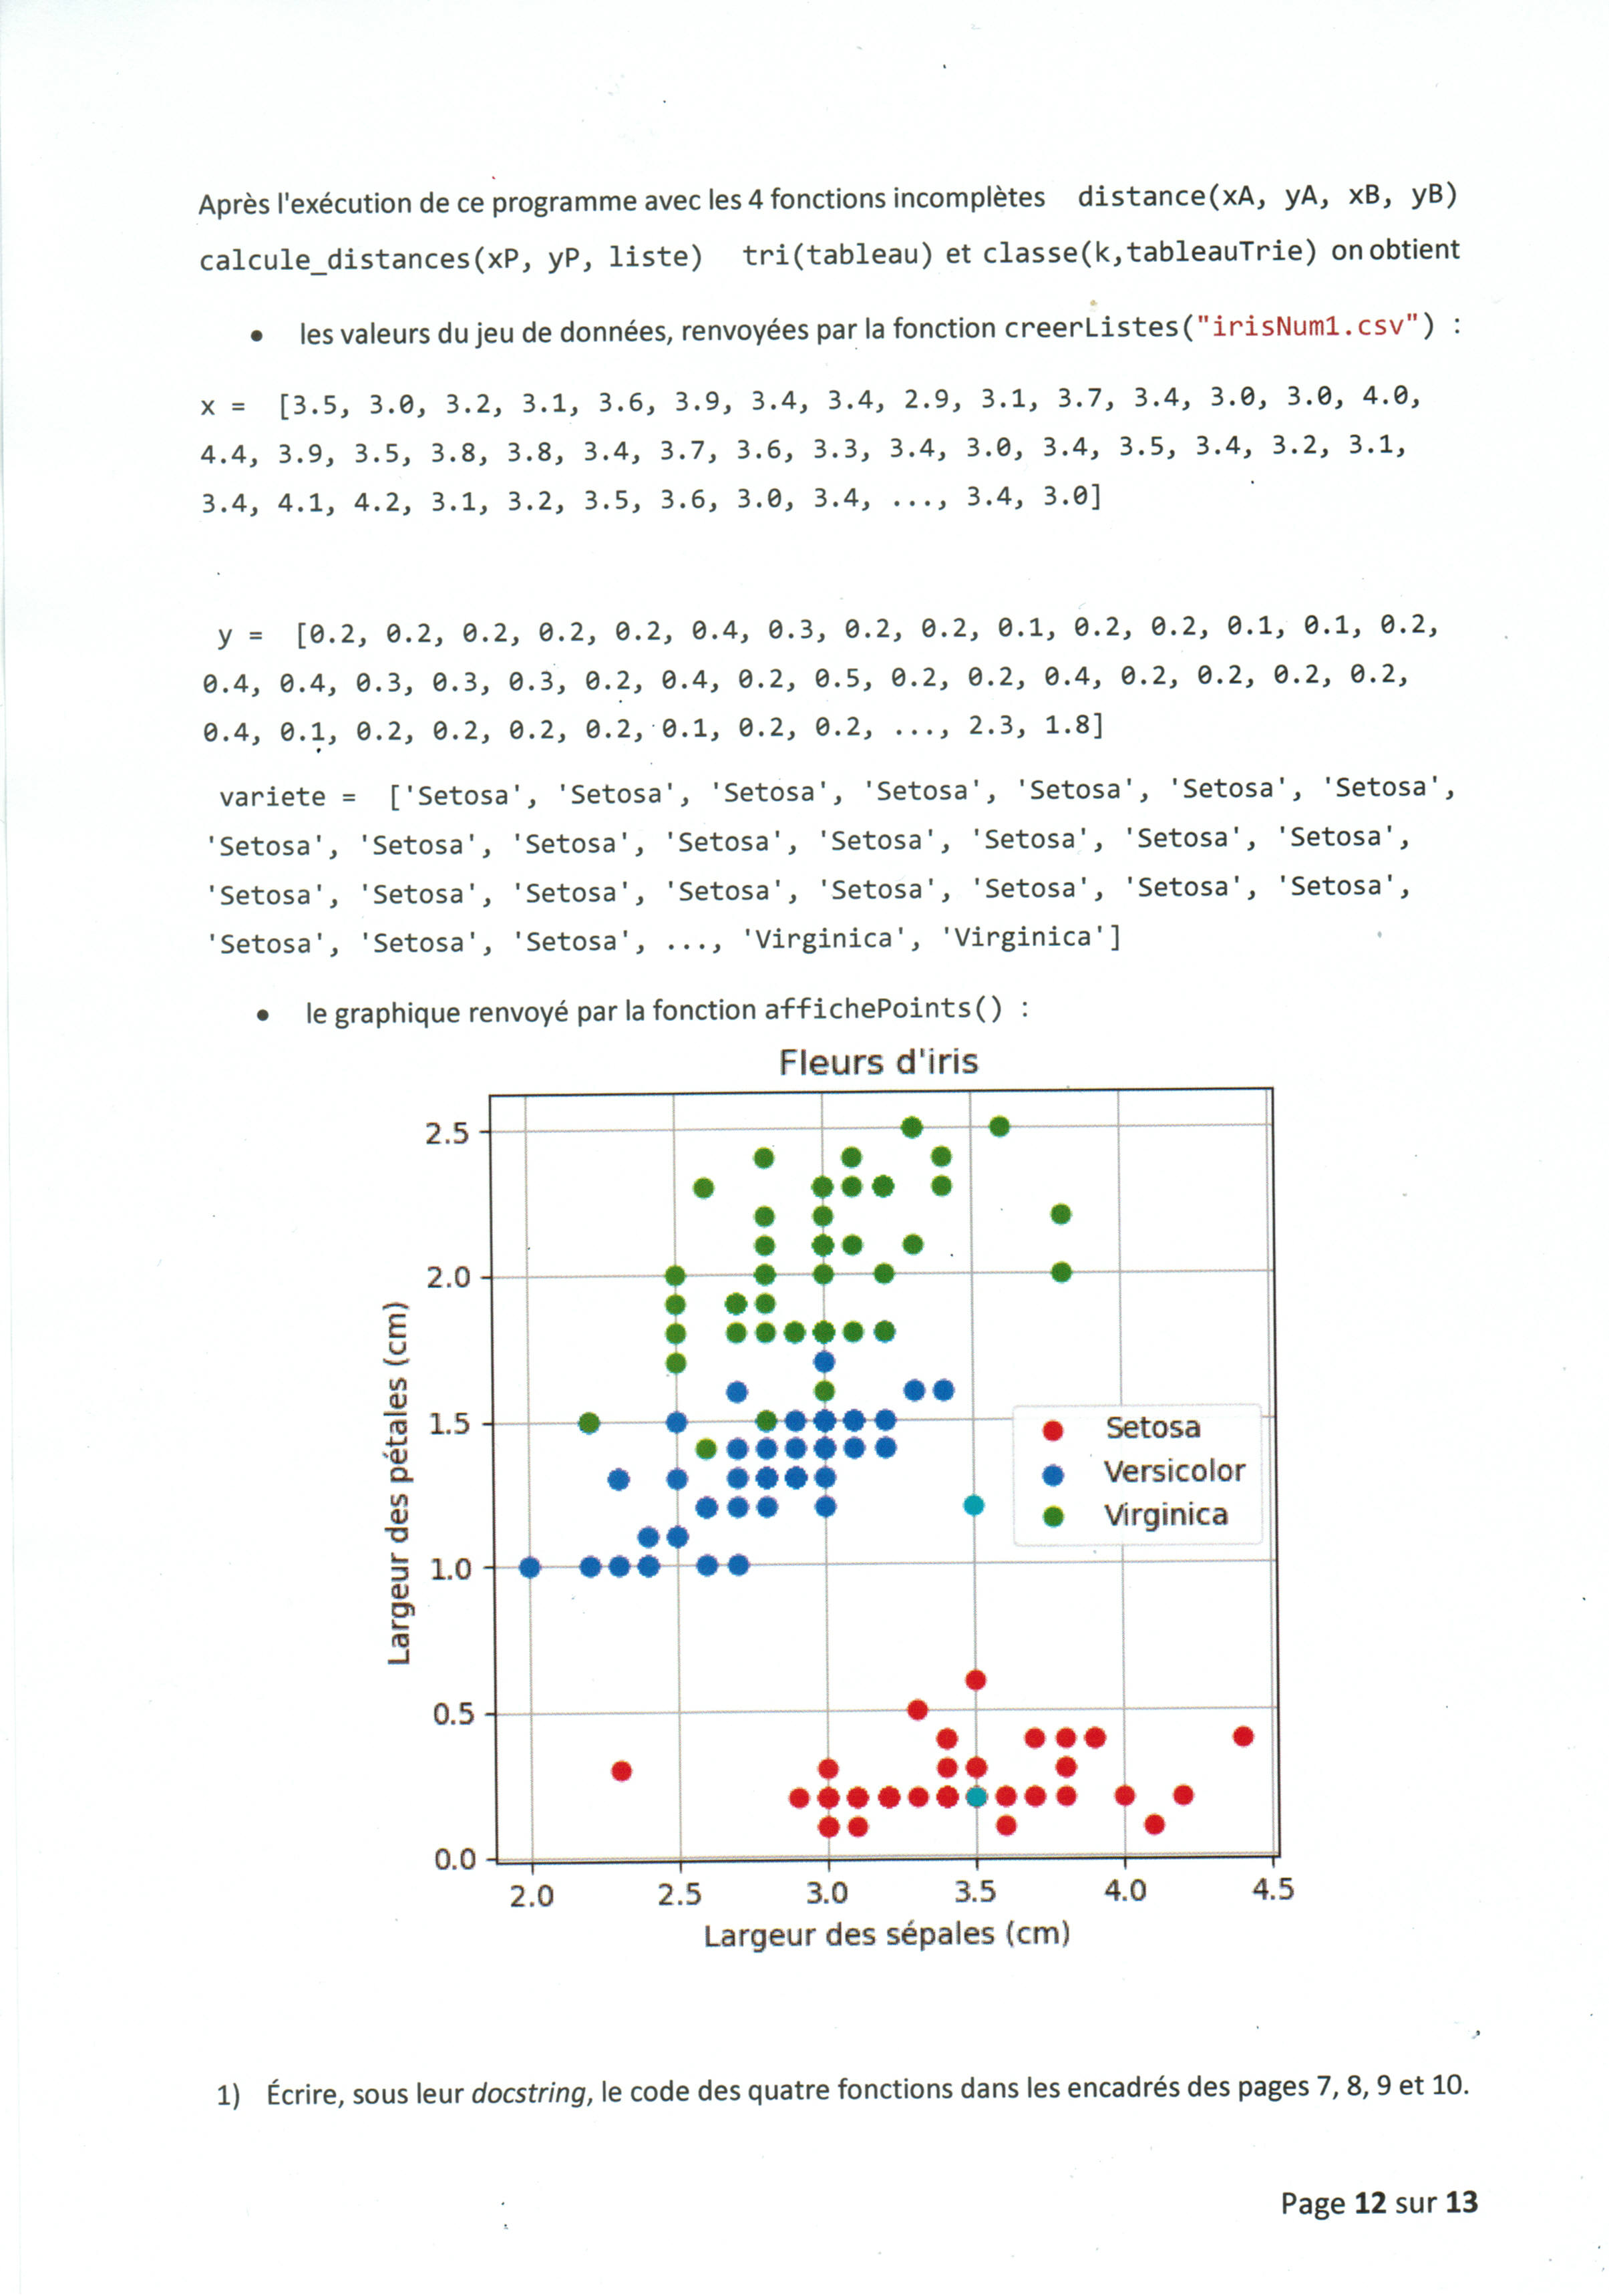 Après l'exécution de ce programme avec les 4 fonctions incomplètes distance(xA, yA, xB, yB)
calcule_distances(xP, yP, liste) tri(tableau) et classe(k,tableauTrie) on obtient
• les valeurs du jeu de données, renvoyées par la fonction creerListes("irisNum1.csv") :
x = [3.5, 3.0, 3.2, 3.1, 3.6, 3.9, 3.4, 3.4, 2.9, 3.1, 3.7, 3.4, 3.0, 3.0, 4.0,
4.4, 3.9, 3.5, 3.8, 3.8, 3.4, 3.7, 3.6, 3.3, 3.4, 3.0, 3.4, 3.5, 3.4, 3.2, 3.1,
3.4, 4.1, 4.2, 3.1, 3.2, 3.5, 3.6, 3.0, 3.4, ..., 3.4, 3.0]
y = [0.2, 0.2, 0.2, 0.2, 0.2, 0.4, 0.3, 0.2, 0.2, 0.1, 0.2, 0.2, 0.1, 0.1, 0.2,
0.4, 0.4, 0.3, 0.3, 0.3, 0.2, 0.4, 0.2, 0.5, 0.2, 0.2, 0.4, 0.2, 0.2, 0.2, 0.2,
0.4, 0.1, 0.2, 0.2, 0.2, 0.2, 0.1, 0.2, 0.2, ..., 2.3, 1.8]
variete = ['Setosa', 'Setosa', 'Setosa', 'Setosa', 'Setosa', 'Setosa', 'Setosa',
'Setosa', 'Setosa', 'Setosa', 'Setosa', 'Setosa', 'Setosa', 'Setosa', 'Setosa',
'Setosa', 'Setosa', 'Setosa', 'Setosa', 'Setosa', 'Setosa', 'Setosa', 'Setosa',
'Setosa', 'Setosa', 'Setosa', ..., 'Virginica', 'Virginica']
• le graphique renvoyé par la fonction affichePoints() :
Fleurs d'iris
2.5
2.0
1.5
1.0
0.5
0.0
Largeur des pétales (cm)
Setosa
Versicolor
Virginica
2.0 2.5 3.0 3.5 4.0 4.5
Largeur des sépales (cm)
1) Écrire, sous leur docstring, le code des quatre fonctions dans les encadrés des pages 7, 8, 9 et 10.
Page 12 sur 13